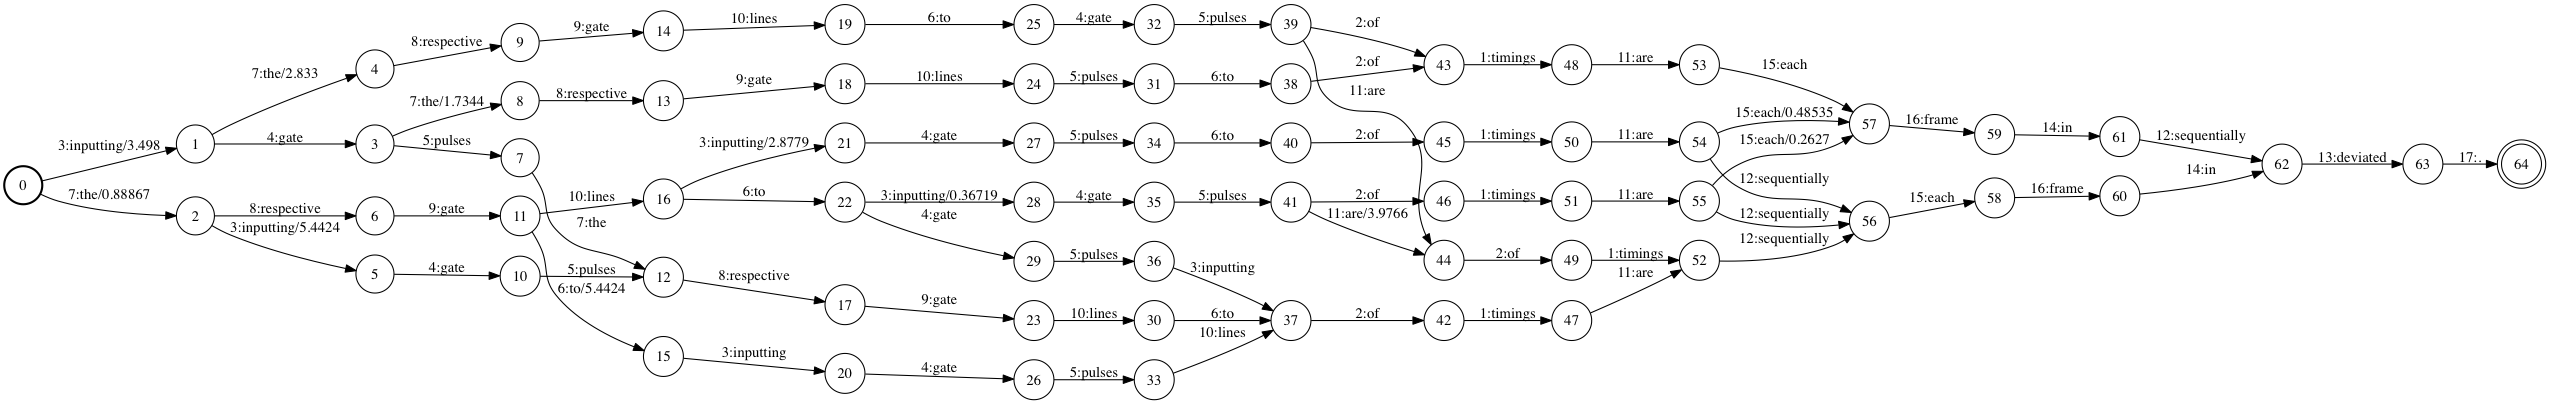 9:gate
10:lines
19
6:to
25
4:gate
32
5:pulses
39
2:of
8:respective
9
14
7:the/2.833
4
9:gate
18
10:lines
24
5:pulses
31
6:to
38
2:of
43
1:timings
48
11:are
53
15:each
7:the/1.7344
8
8:respective
13
11:are
3:inputting/3.498
1
4:gate
3
5:pulses
7
3:inputting/2.8779
21
4:gate
27
5:pulses
34
6:to
40
2:of
45
1:timings
50
11:are
54
15:each/0.48535
57
16:frame
59
14:in
61
12:sequentially
15:each/0.2627
0
7:the/0.88867
2
8:respective
6
9:gate
11
10:lines
16
6:to
22
3:inputting/0.36719
28
4:gate
35
5:pulses
41
2:of
46
1:timings
51
11:are
55
12:sequentially
62
13:deviated
63
17:.
64
14:in
3:inputting/5.4424
7:the
4:gate
11:are/3.9766
12:sequentially
56
15:each
58
16:frame
60
5
4:gate
10
5:pulses
12
8:respective
29
5:pulses
36
3:inputting
44
2:of
49
1:timings
52
12:sequentially
6:to/5.4424
17
9:gate
23
10:lines
30
6:to
37
2:of
42
1:timings
47
11:are
15
3:inputting
20
4:gate
26
5:pulses
33
10:lines